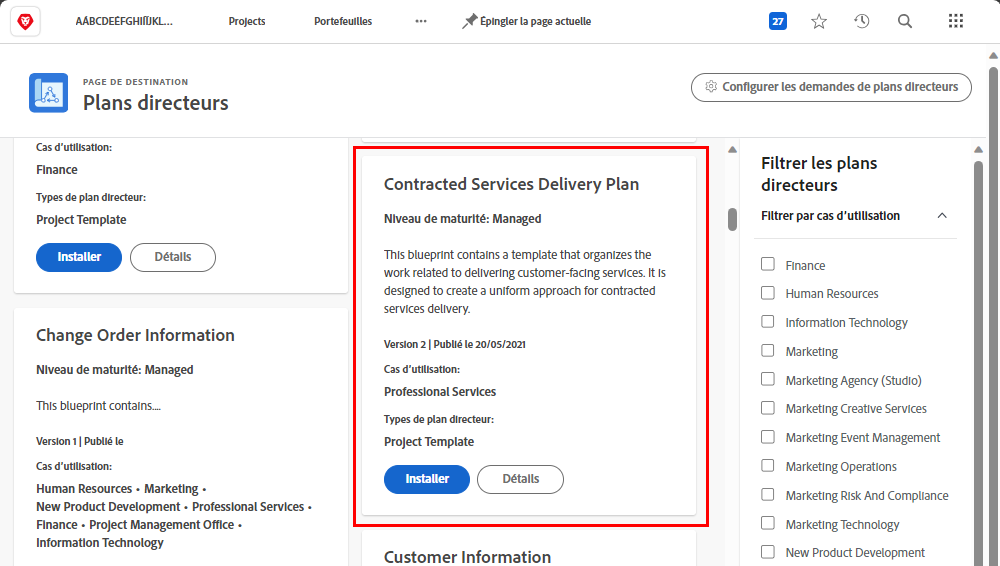 AÁBCDEÉFGHIÍJKL...
Projects
Portefeuilles
Épingler la page actuelle
27
PAGE DE DESTINATION
Plans directeurs
Configurer les demandes de plans directeurs
Cas d'utilisation:
Finance
Types de plan directeur:
Project Template
Installer
Détails
Change Order Information
Niveau de maturité: Managed
This blueprint contains....
Version 1 | Publié le
Cas d'utilisation:
Human Resources • Marketing •
New Product Development • Professional Services •
Finance • Project Management Office •
Information Technology
Contracted Services Delivery Plan
Niveau de maturité: Managed
This blueprint contains a template that organizes the
work related to delivering customer-facing services. It is
designed to create a uniform approach for contracted
services delivery.
Version 2 | Publié le 20/05/2021
Cas d'utilisation:
Professional Services
Types de plan directeur:
Project Template
Installer
Détails
Customer Information
Filtrer les plans
directeurs
Filtrer par cas d'utilisation
Finance
Human Resources
Information Technology
Marketing
Marketing Agency (Studio)
Marketing Creative Services
Marketing Event Management
Marketing Operations
Marketing Risk And Compliance
Marketing Technology
New Product Development